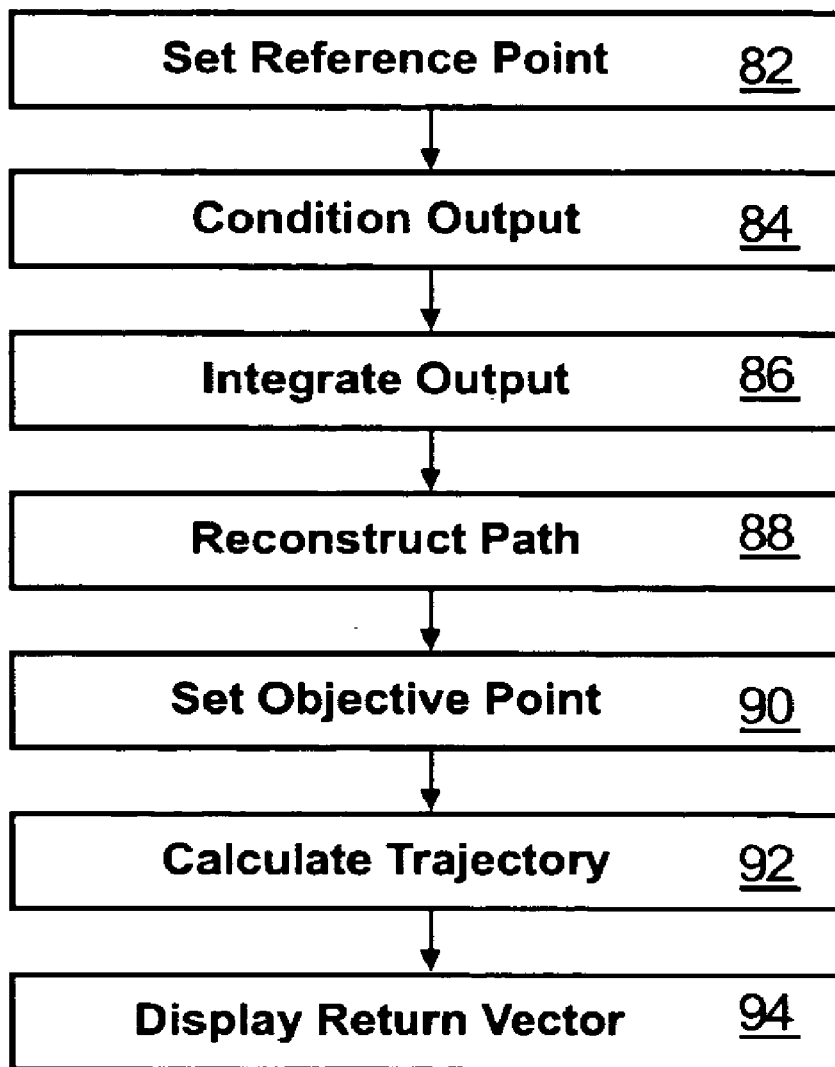 Set Reference Point 82
Condition Output 84
Integrate Output 86
Reconstruct Path 88
Set Objective Point 90
Calculate Trajectory 92
Display Return Vector 94